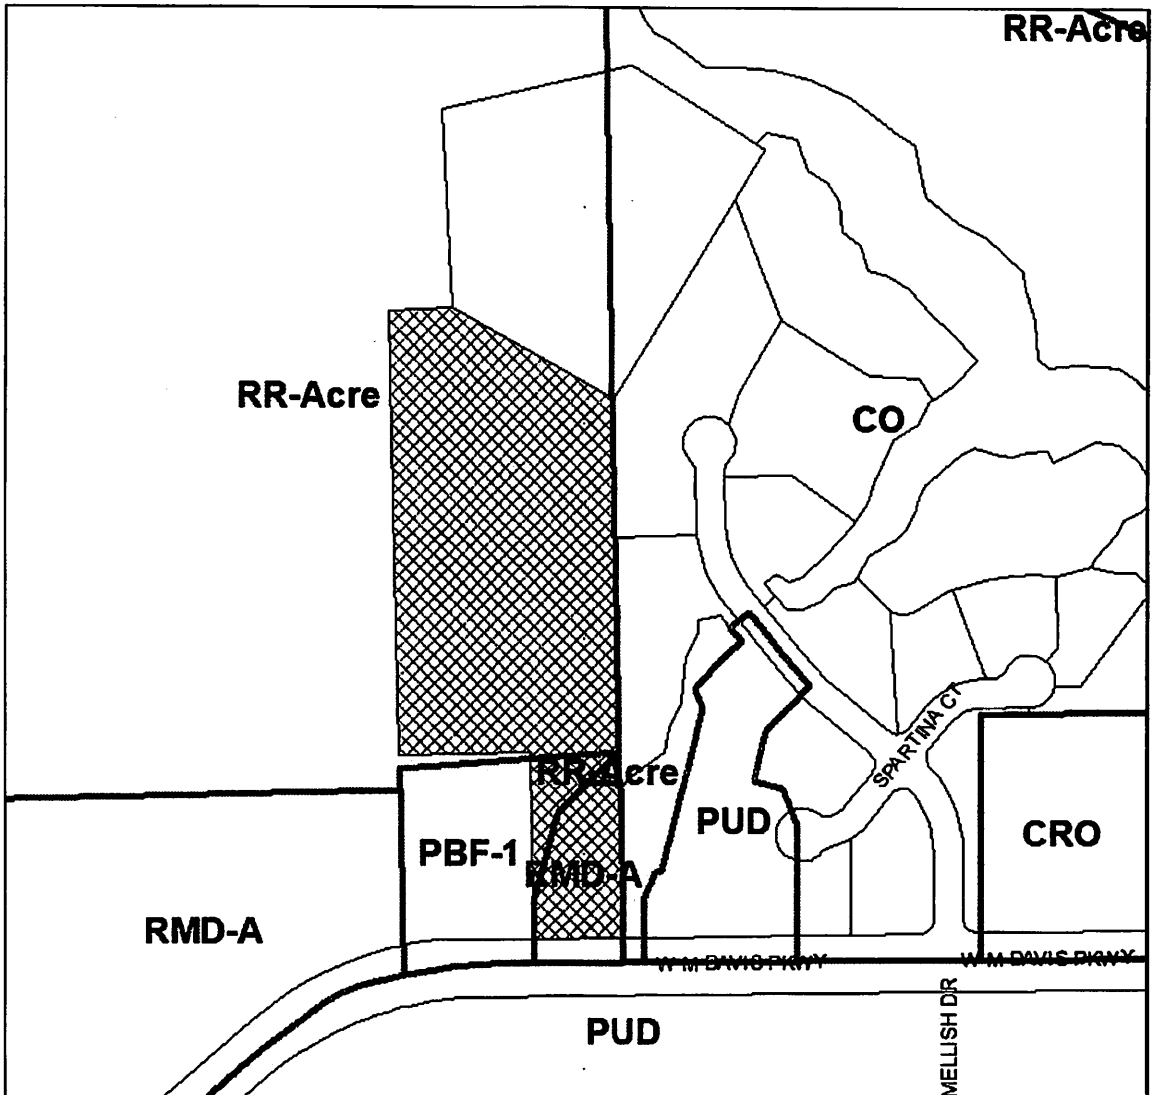 RR-Acre
RR-Acre
CO
SPARTINA CT
RR-Acre
PUD
CRO
PBF-1
RMD-A
RMD-A
W M DAVIS PKWY
W M DAVIS PKWY
MELLISH DR
PUD